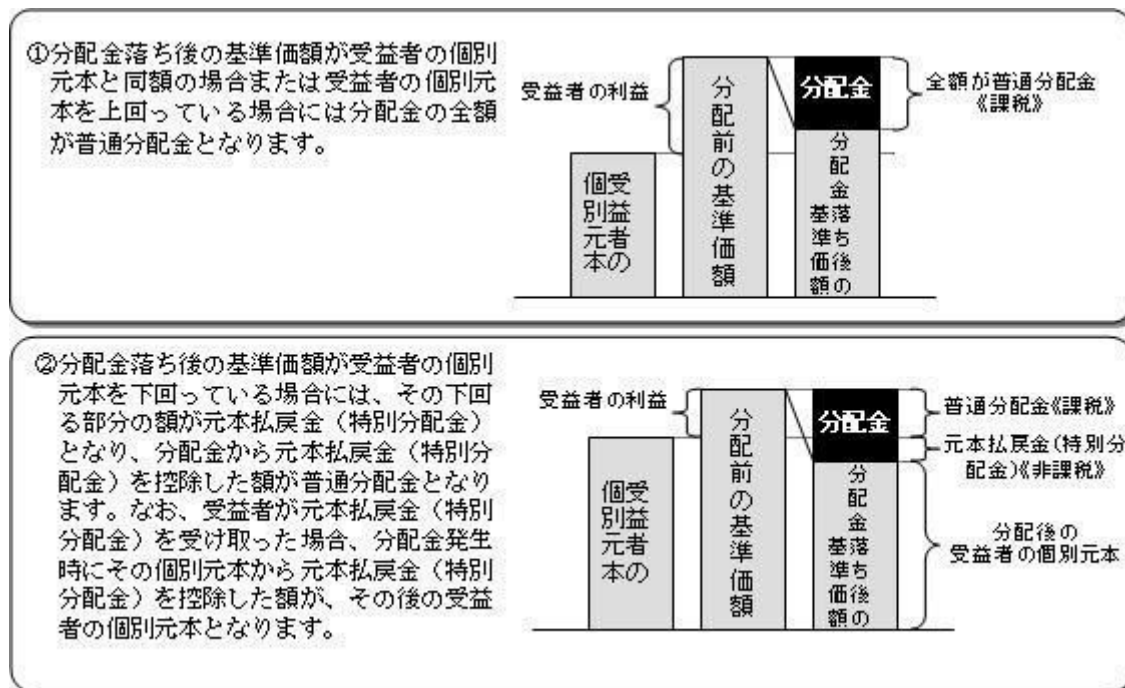 ①分配金落ち後の基準価額が受益者の個別
元本と同額の場合または受益者の個別元
本を上回っている場合には分配金の全額
が普通分配金となります。
受益者の利益
受益者の
個別元本
分配前の基準価額
分配金
分配金落ち後の
基準価額
全額が普通分配金
《課税》
②分配金落ち後の基準価額が受益者の個別
元本を下回っている場合には、その下回
る部分の額が元本払戻金（特別分配金）
となり、分配金から元本払戻金（特別分
配金）を控除した額が普通分配金となり
ます。なお、受益者が元本払戻金（特別
分配金）を受け取った場合、分配金発生
時にその個別元本から元本払戻金（特別
分配金）を控除した額が、その後の受益
者の個別元本となります。
受益者の利益
受益者の
個別元本
分配前の基準価額
分配金
分配金落ち後の
基準価額
普通分配金《課税》
元本払戻金(特別分
配金)《非課税》
分配後の
受益者の個別元本